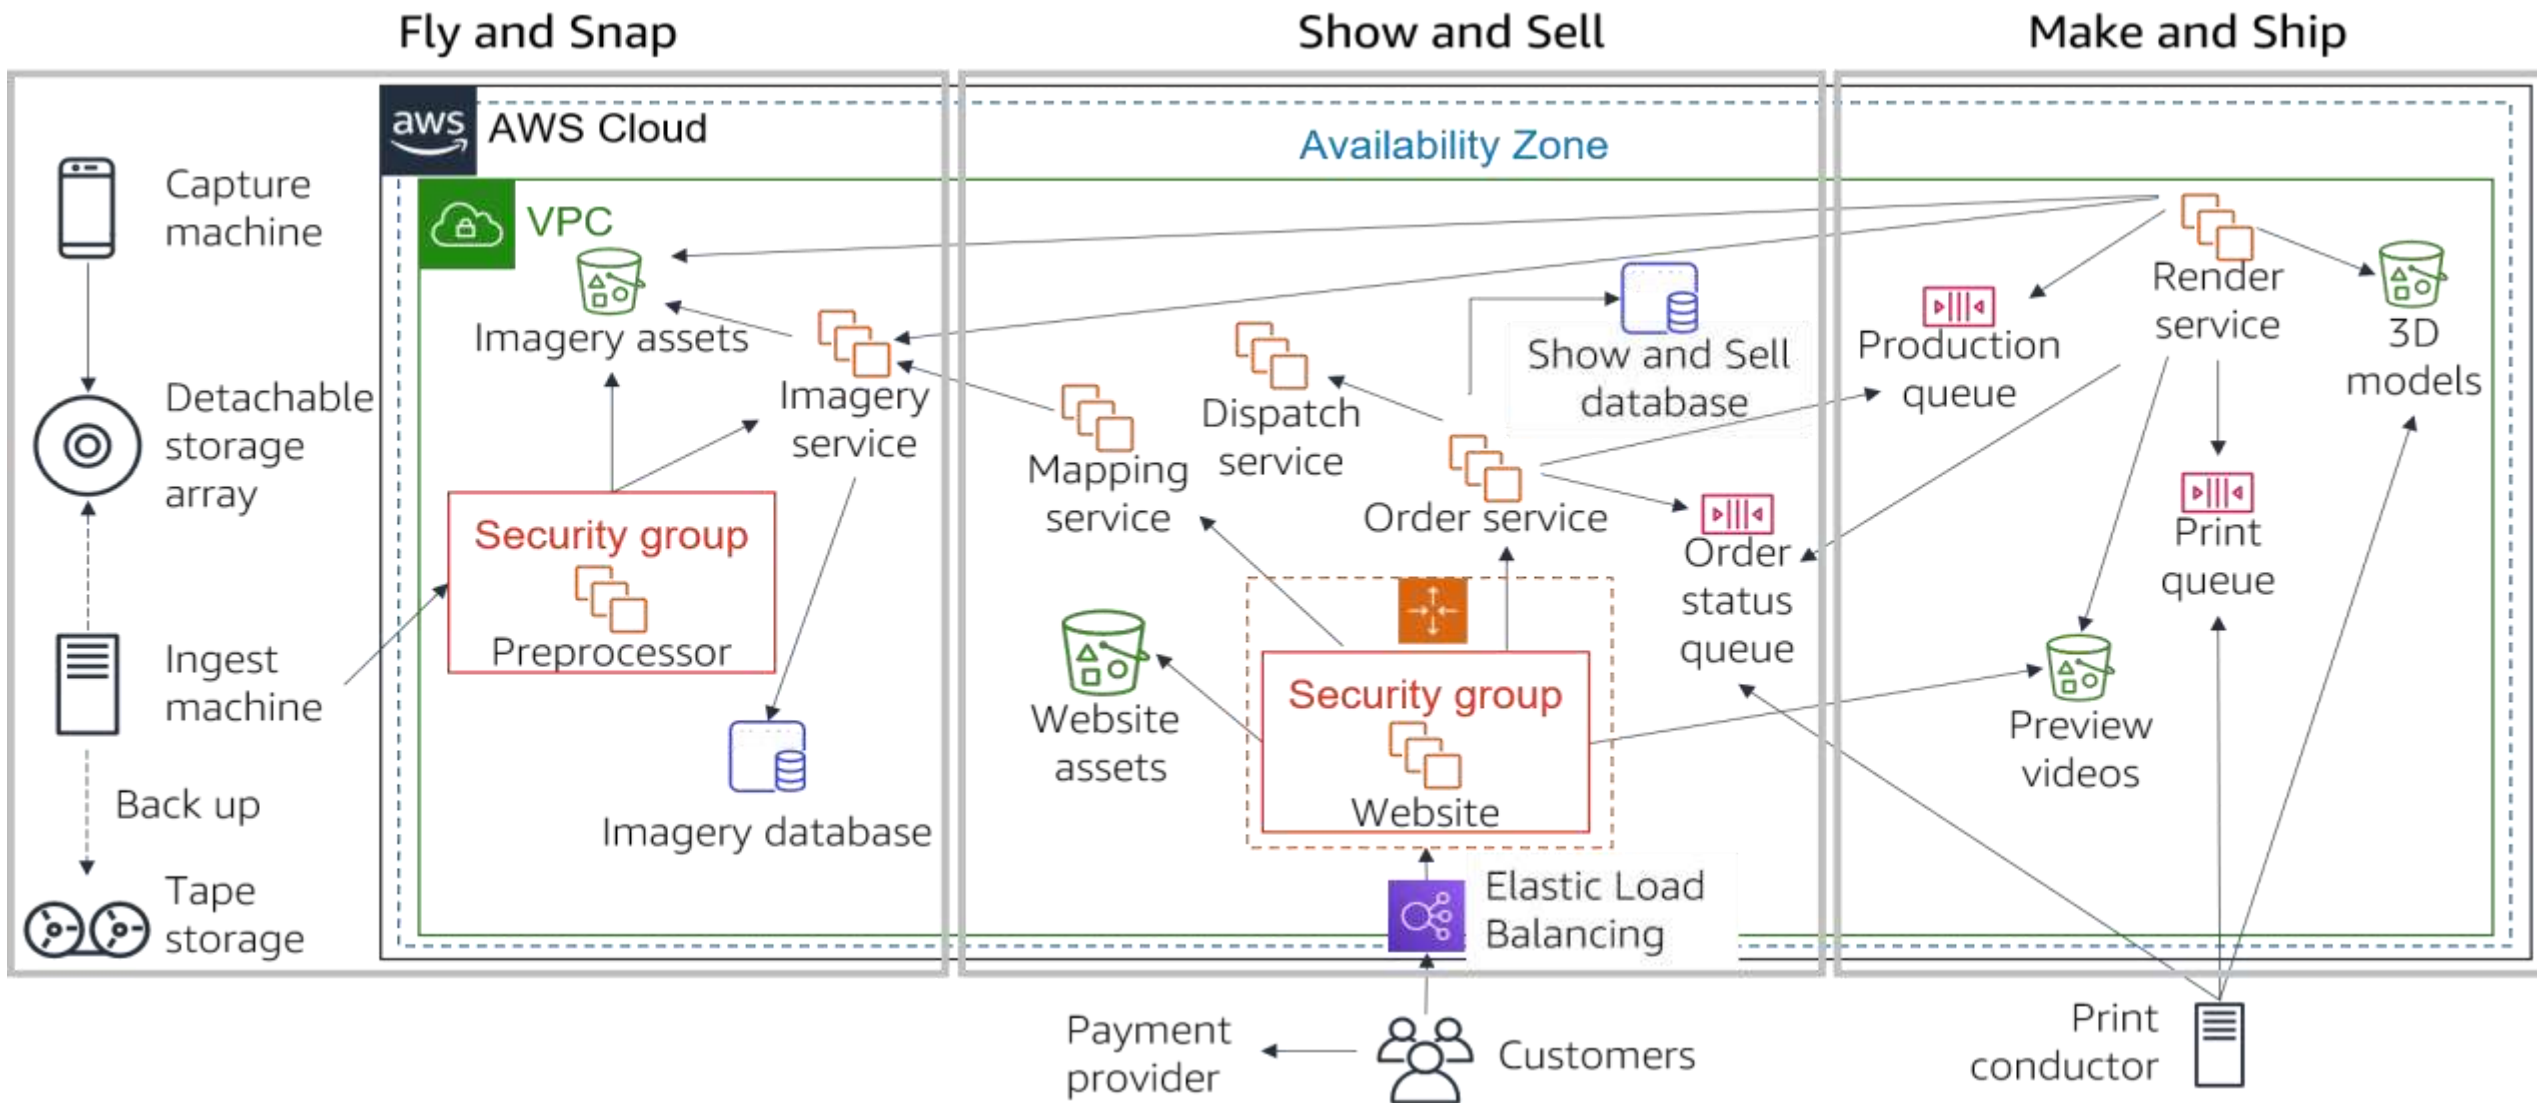 Fly and Snap
Show and Sell
Make and Ship
aws
AWS Cloud
Availability Zone
VPC
Capture
machine
Detachable
storage
array
Ingest
machine
Back up
Tape
storage
Imagery assets
Imagery
service
Security group
Preprocessor
Imagery database
Mapping
service
Dispatch
service
Show and Sell
database
Order service
Order
status
queue
Website
assets
Security group
Website
Elastic Load
Balancing
Production
queue
Render
service
3D
models
Print
queue
Preview
videos
Payment
provider
Customers
Print
conductor